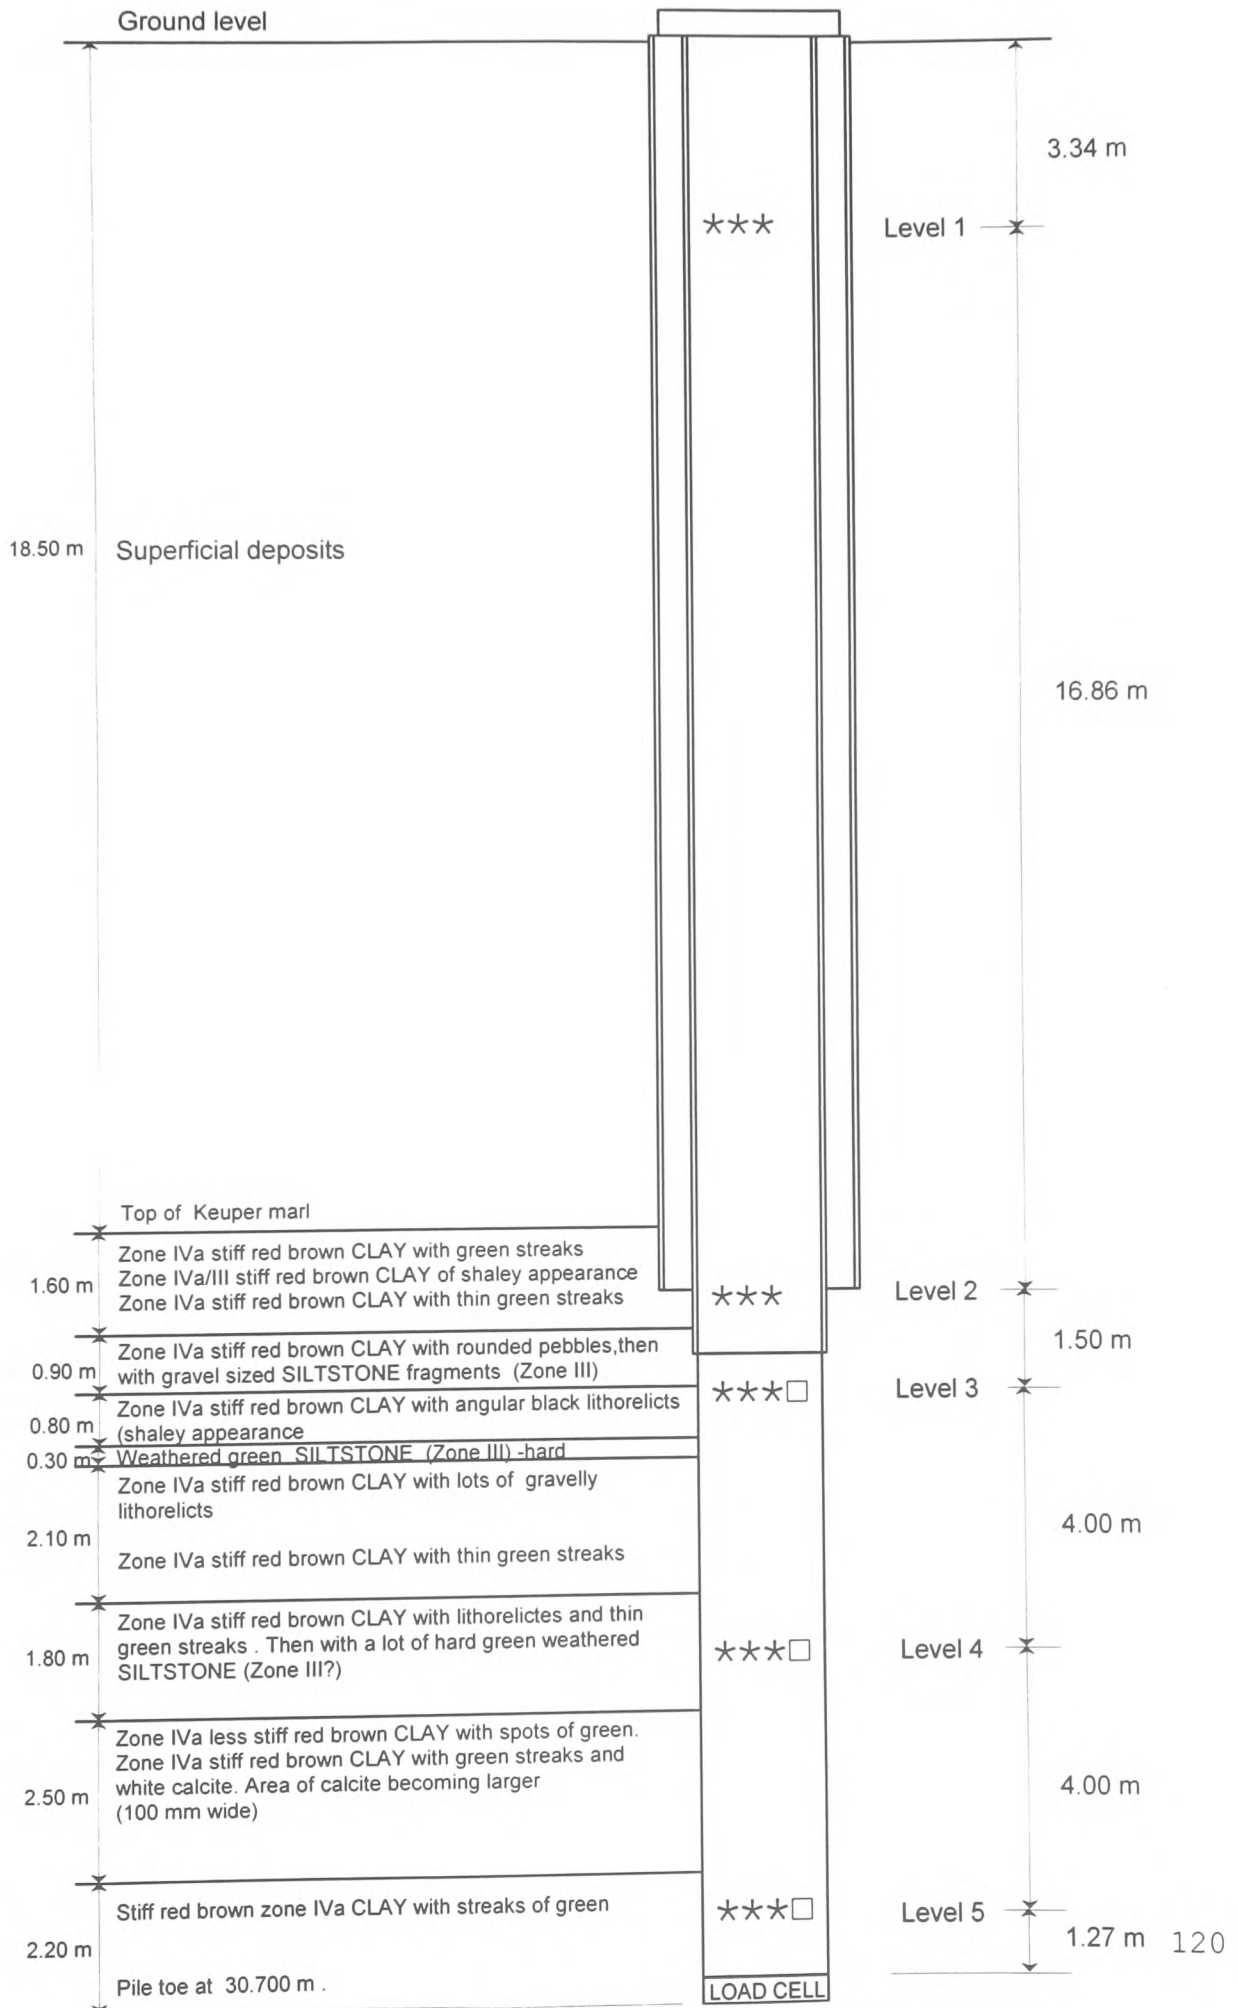 Ground level
3.34 m
***
Level 1
18.50 m
Superficial deposits
16.86 m
Top of Keuper marl
1.60 m
Zone IVa stiff red brown CLAY with green streaks
Zone IVa/III stiff red brown CLAY of shaley appearance
Zone IVa stiff red brown CLAY with thin green streaks
***
Level 2
1.50 m
0.90 m
Zone IVa stiff red brown CLAY with rounded pebbles,then
with gravel sized SILTSTONE fragments (Zone III)
***□
Level 3
0.80 m
Zone IVa stiff red brown CLAY with angular black lithorelicts
(shaley appearance
0.30 m
Weathered green SILTSTONE (Zone III) -hard
2.10 m
Zone IVa stiff red brown CLAY with lots of gravelly
lithorelicts
Zone IVa stiff red brown CLAY with thin green streaks
4.00 m
1.80 m
Zone IVa stiff red brown CLAY with lithorelictes and thin
green streaks . Then with a lot of hard green weathered
SILTSTONE (Zone III?)
***□
Level 4
2.50 m
Zone IVa less stiff red brown CLAY with spots of green.
Zone IVa stiff red brown CLAY with green streaks and
white calcite. Area of calcite becoming larger
(100 mm wide)
4.00 m
Stiff red brown zone IVa CLAY with streaks of green
***□
Level 5
2.20 m
1.27 m
120
Pile toe at 30.700 m .
LOAD CELL